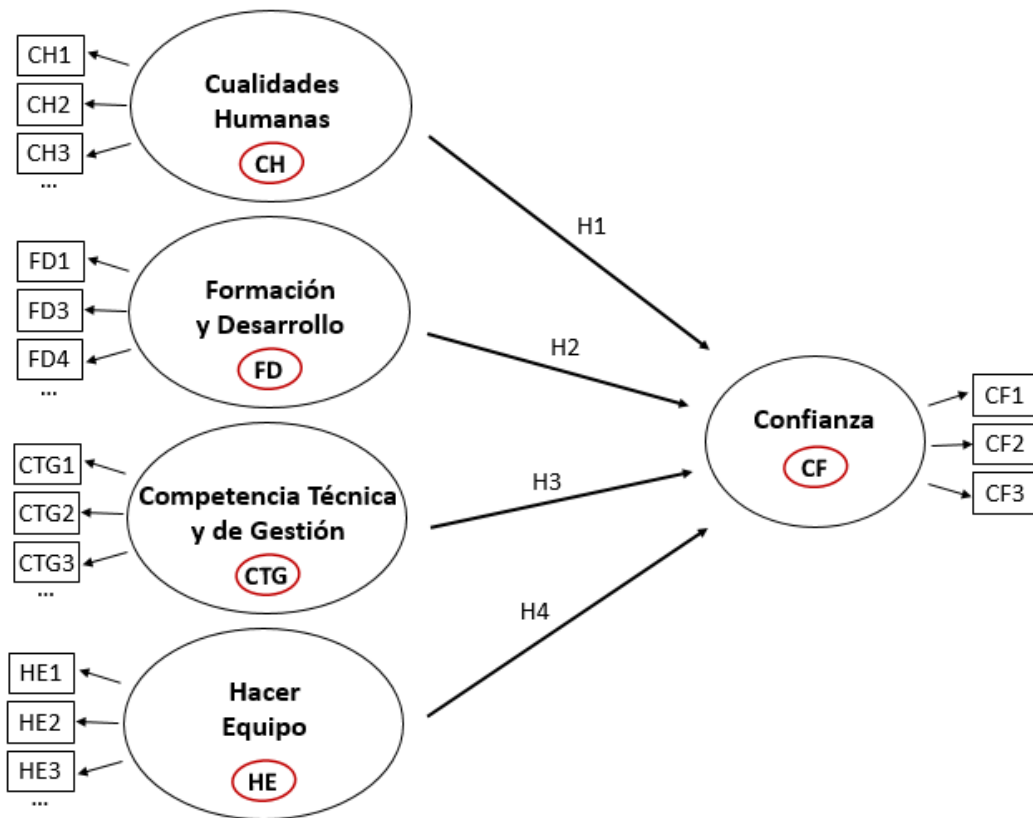 CH1
CH2
CH3
...
Cualidades
Humanas
CH
H1
FD1
FD3
FD4
...
Formación
y Desarrollo
FD
H2
CTG1
CTG2
CTG3
...
Competencia Técnica
y de Gestión
CTG
H3
HE1
HE2
HE3
...
Hacer
Equipo
HE
H4
Confianza
CF
CF1
CF2
CF3